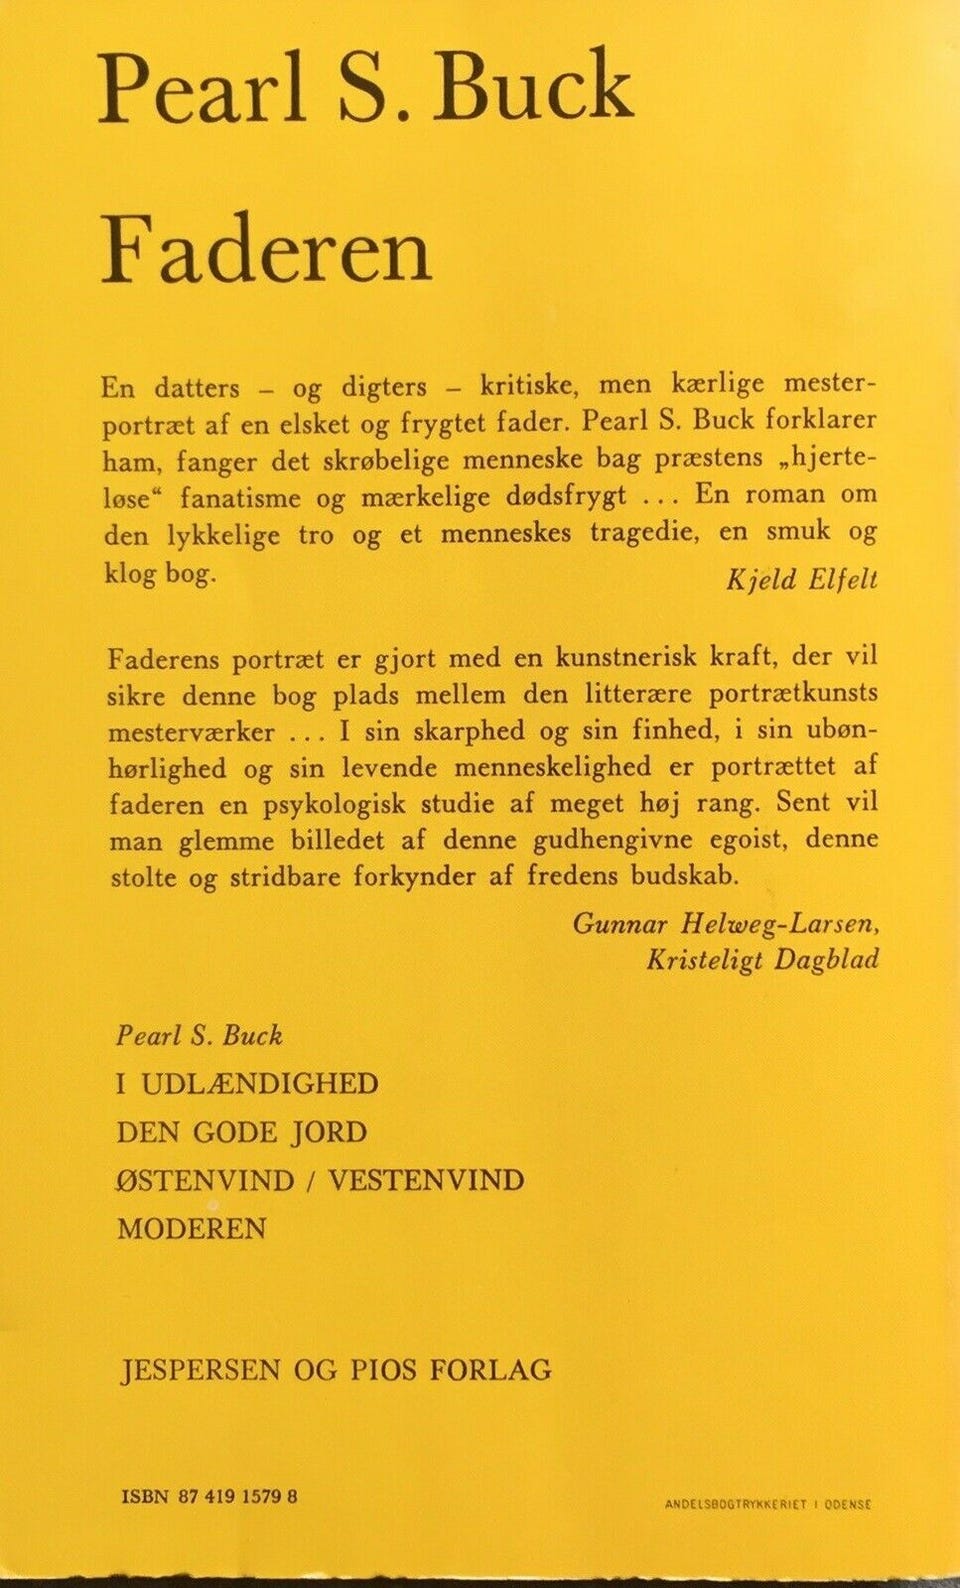 Pearl S. Buck
Faderen
En datters – og digters – kritiske, men kærlige mester-
portræt af en elsket og frygtet fader. Pearl S. Buck forklarer
ham, fanger det skrøbelige menneske bag præstens „hjerte-
løse“ fanatisme og mærkelige dødsfrygt ... En roman om
den lykkelige tro og et menneskes tragedie, en smuk og
klog bog.
Kjeld Elfelt
Faderens portræt er gjort med en kunstnerisk kraft, der vil
sikre denne bog plads mellem den litterære portrætkunsts
mesterværker ... I sin skarphed og sin finhed, i sin ubøn-
hørlighed og sin levende menneskelighed er portrættet af
faderen en psykologisk studie af meget høj rang. Sent vil
man glemme billedet af denne gudhengivne egoist, denne
stolte og stridbare forkynder af fredens budskab.
Gunnar Helweg-Larsen,
Kristeligt Dagblad
Pearl S. Buck
I UDLÆNDIGHED
DEN GODE JORD
ØSTENVIND / VESTENVIND
MODEREN
JESPERSEN OG PIOS FORLAG
ISBN 87 419 1579 8
ANDELSBOGTRYKKERIET I ODENSE